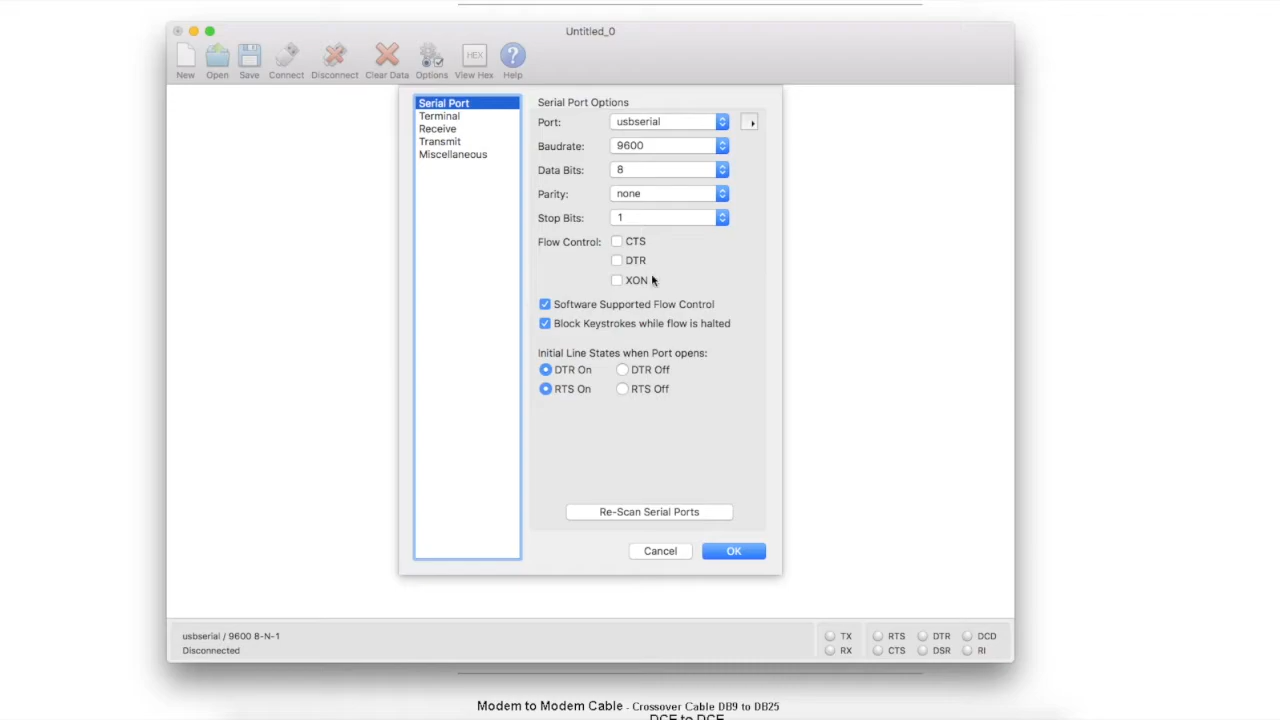 Untitled_0
New Open Save Connect Disconnect Clear Data Options HEX View Hex ? Help
Serial Port
Terminal
Receive
Transmit
Miscellaneous
Serial Port Options
Port: usbserial
Baudrate: 9600
Data Bits: 8
Parity: none
Stop Bits: 1
Flow Control: CTS
DTR
XON
Software Supported Flow Control
Block Keystrokes while flow is halted
Initial Line States when Port opens:
DTR On DTR Off
RTS On RTS Off
Re-Scan Serial Ports
Cancel OK
usbserial / 9600 8-N-1
Disconnected
TX RTS DTR DCD
RX CTS DSR RI
Modem to Modem Cable - Crossover Cable DB9 to DB25
DCE to DCE